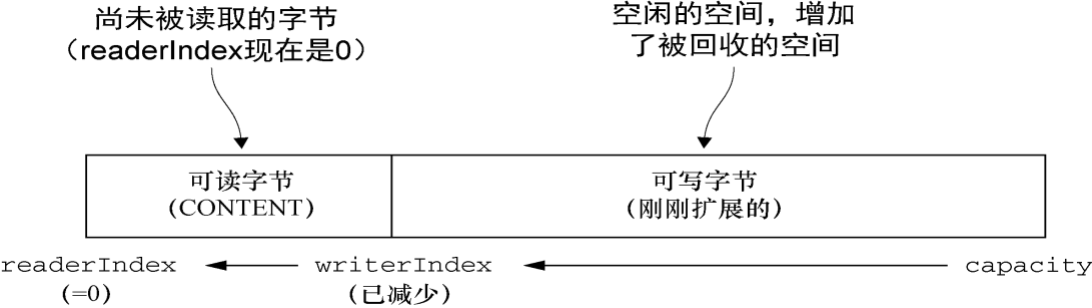 尚未被读取的字节
（readerIndex现在是0）
空闲的空间，增加
了被回收的空间
可读字节
(CONTENT)
可写字节
(刚刚扩展的)
readerIndex
(=0)
writerIndex
(已减少)
capacity